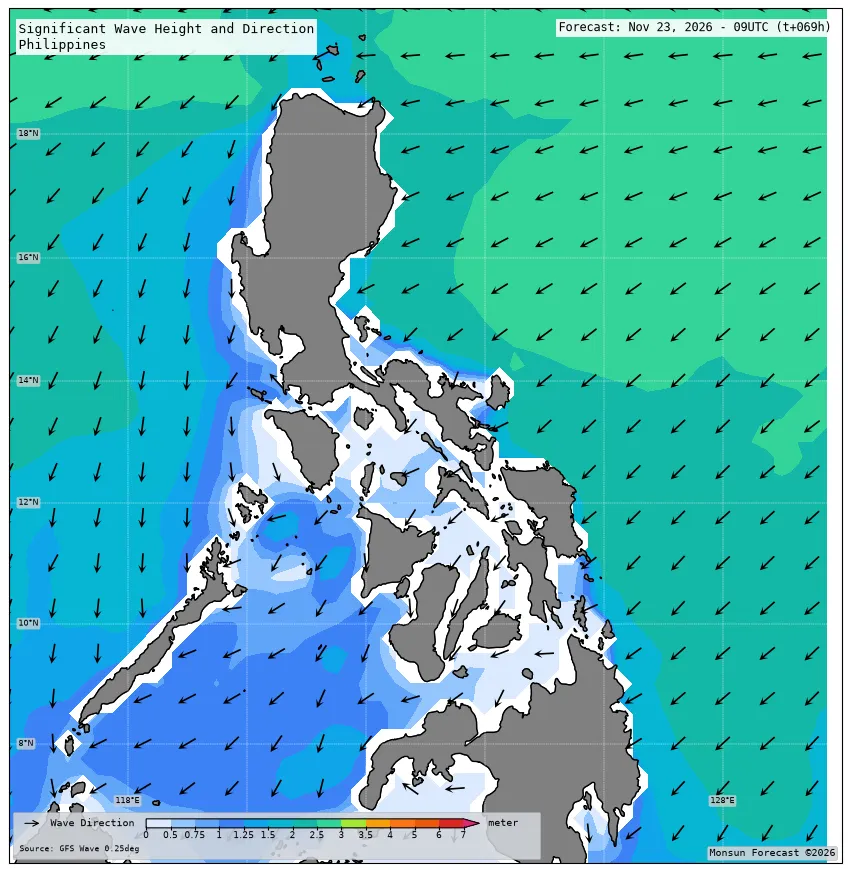 Significant Wave Height and Direction
Philippines
Forecast: Nov 23, 2026 - 09UTC (t+069h)
18°N
16°N
14°N
12°N
10°N
8°N
118°E
128°E
Wave Direction
0 0.5 0.75 1 1.25 1.5 2 2.5 3 3.5 4 5 6 7
meter
Source: GFS Wave 0.25deg
Monsun Forecast ©2026